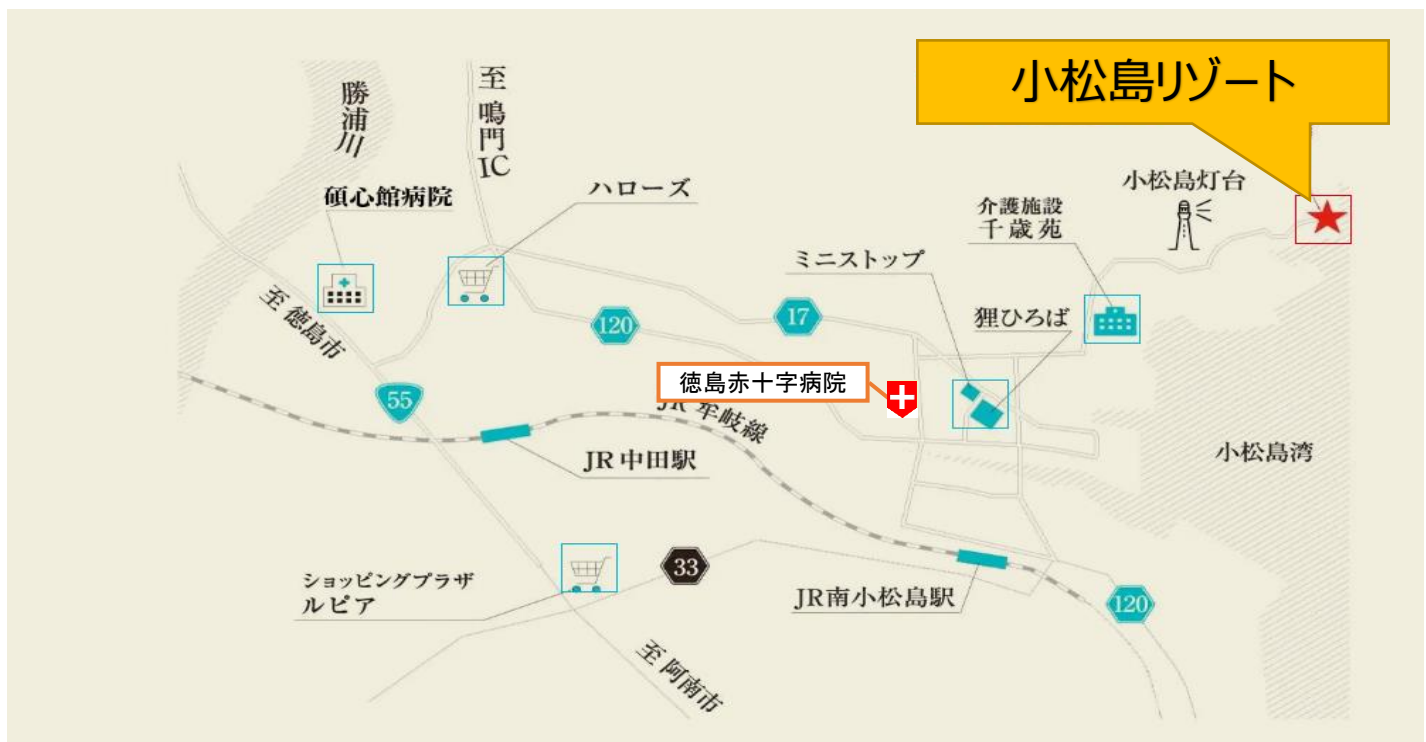 小松島リゾート
勝浦川
至 鳴門IC
碩心館病院
ハローズ
小松島灯台
介護施設
千歳苑
ミニストップ
狸ひろば
至 徳島市
120
17
徳島赤十字病院
55
JR 牟岐線
JR中田駅
小松島湾
33
ショッピングプラザ
ルピア
JR南小松島駅
120
至 阿南市